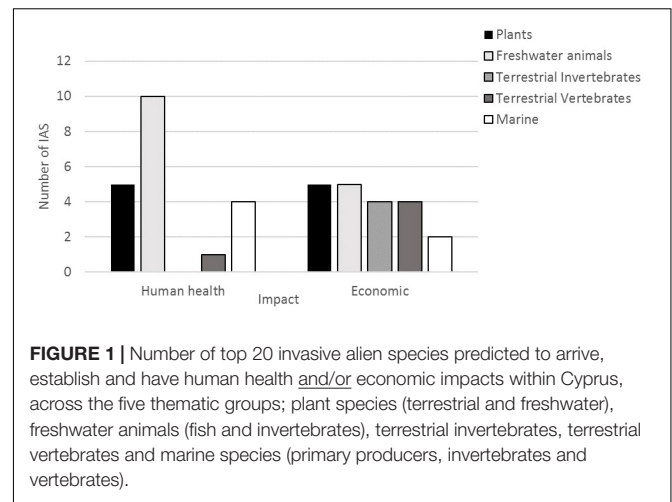 Plants
Freshwater animals
Terrestrial Invertebrates
Terrestrial Vertebrates
Marine
12
10
8
6
4
2
0
Number of IAS
Human health
Economic
Impact
FIGURE 1 | Number of top 20 invasive alien species predicted to arrive,
establish and have human health and/or economic impacts within Cyprus,
across the five thematic groups; plant species (terrestrial and freshwater),
freshwater animals (fish and invertebrates), terrestrial invertebrates, terrestrial
vertebrates and marine species (primary producers, invertebrates and
vertebrates).